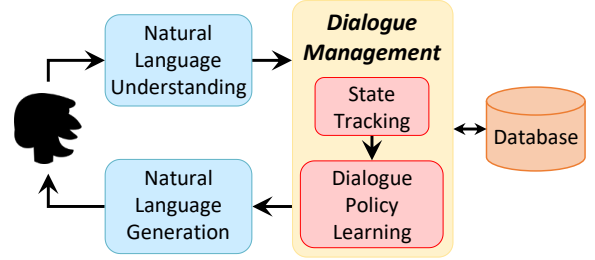 Natural
Language
Understanding
Dialogue
Management
State
Tracking
Dialogue
Policy
Learning
Database
Natural
Language
Generation